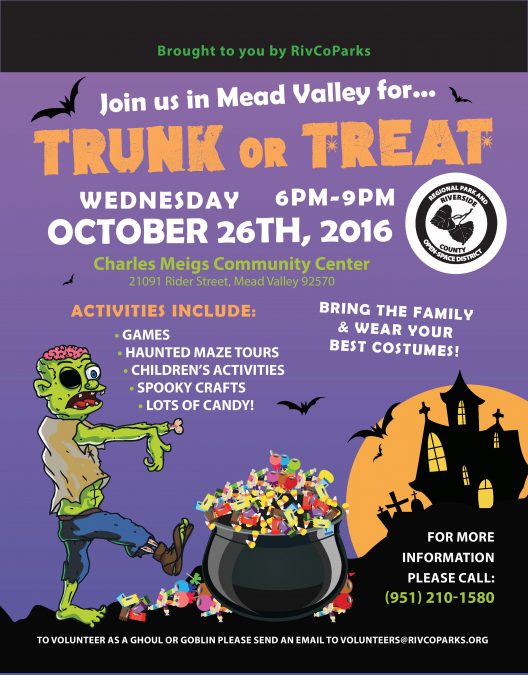 Brought to you by RivCoParks
Join us in Mead Valley for...
TRUNK OR TREAT
WEDNESDAY 6PM-9PM
OCTOBER 26TH, 2016
REGIONAL PARK AND
RIVERSIDE
COUNTY
OPEN-SPACE DISTRICT
Charles Meigs Community Center
21091 Rider Street, Mead Valley 92570
ACTIVITIES INCLUDE:
• GAMES
• HAUNTED MAZE TOURS
• CHILDREN'S ACTIVITIES
• SPOOKY CRAFTS
• LOTS OF CANDY!
BRING THE FAMILY
& WEAR YOUR
BEST COSTUMES!
FOR MORE
INFORMATION
PLEASE CALL:
(951) 210-1580
TO VOLUNTEER AS A GHOUL OR GOBLIN PLEASE SEND AN EMAIL TO VOLUNTEERS@RIVCOPARKS.ORG